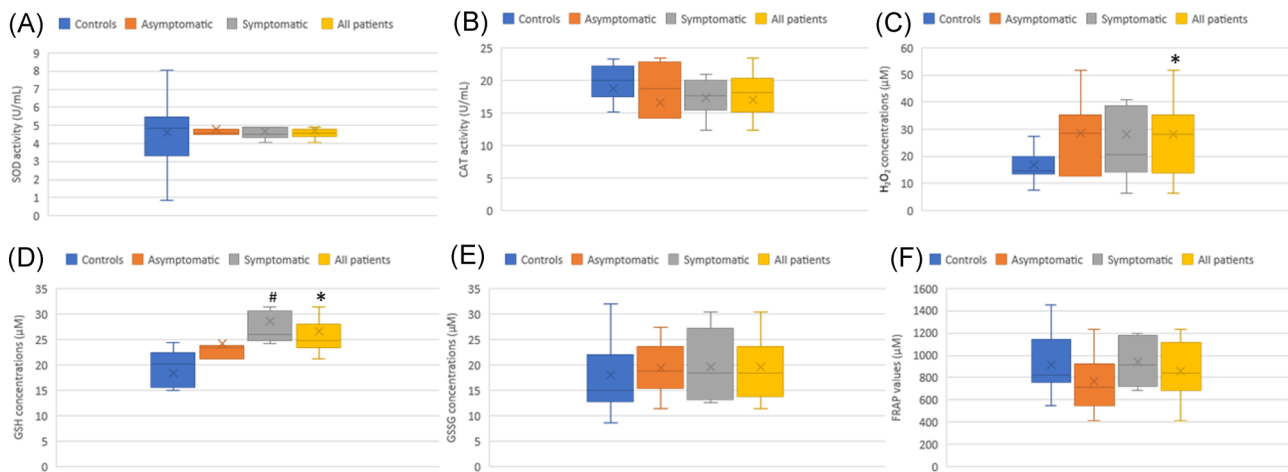 (A)
Controls Asymptomatic Symptomatic All patients
SOD activity (U/mL)
9
8
7
6
5
4
3
2
1
0
(B)
Controls Asymptomatic Symptomatic All patients
CAT activity (U/mL)
25
20
15
10
5
0
(C)
Controls Asymptomatic Symptomatic All patients
H₂O₂ concentrations (μM)
60
50
40
30
20
10
0
*
(D)
Controls Asymptomatic Symptomatic All patients
GSH concentrations (μM)
35
30
25
20
15
10
5
0
# *
(E)
Controls Asymptomatic Symptomatic All patients
GSSG concentrations (μM)
35
30
25
20
15
10
5
0
(F)
Controls Asymptomatic Symptomatic All patients
FRAP values (μM)
1600
1400
1200
1000
800
600
400
200
0